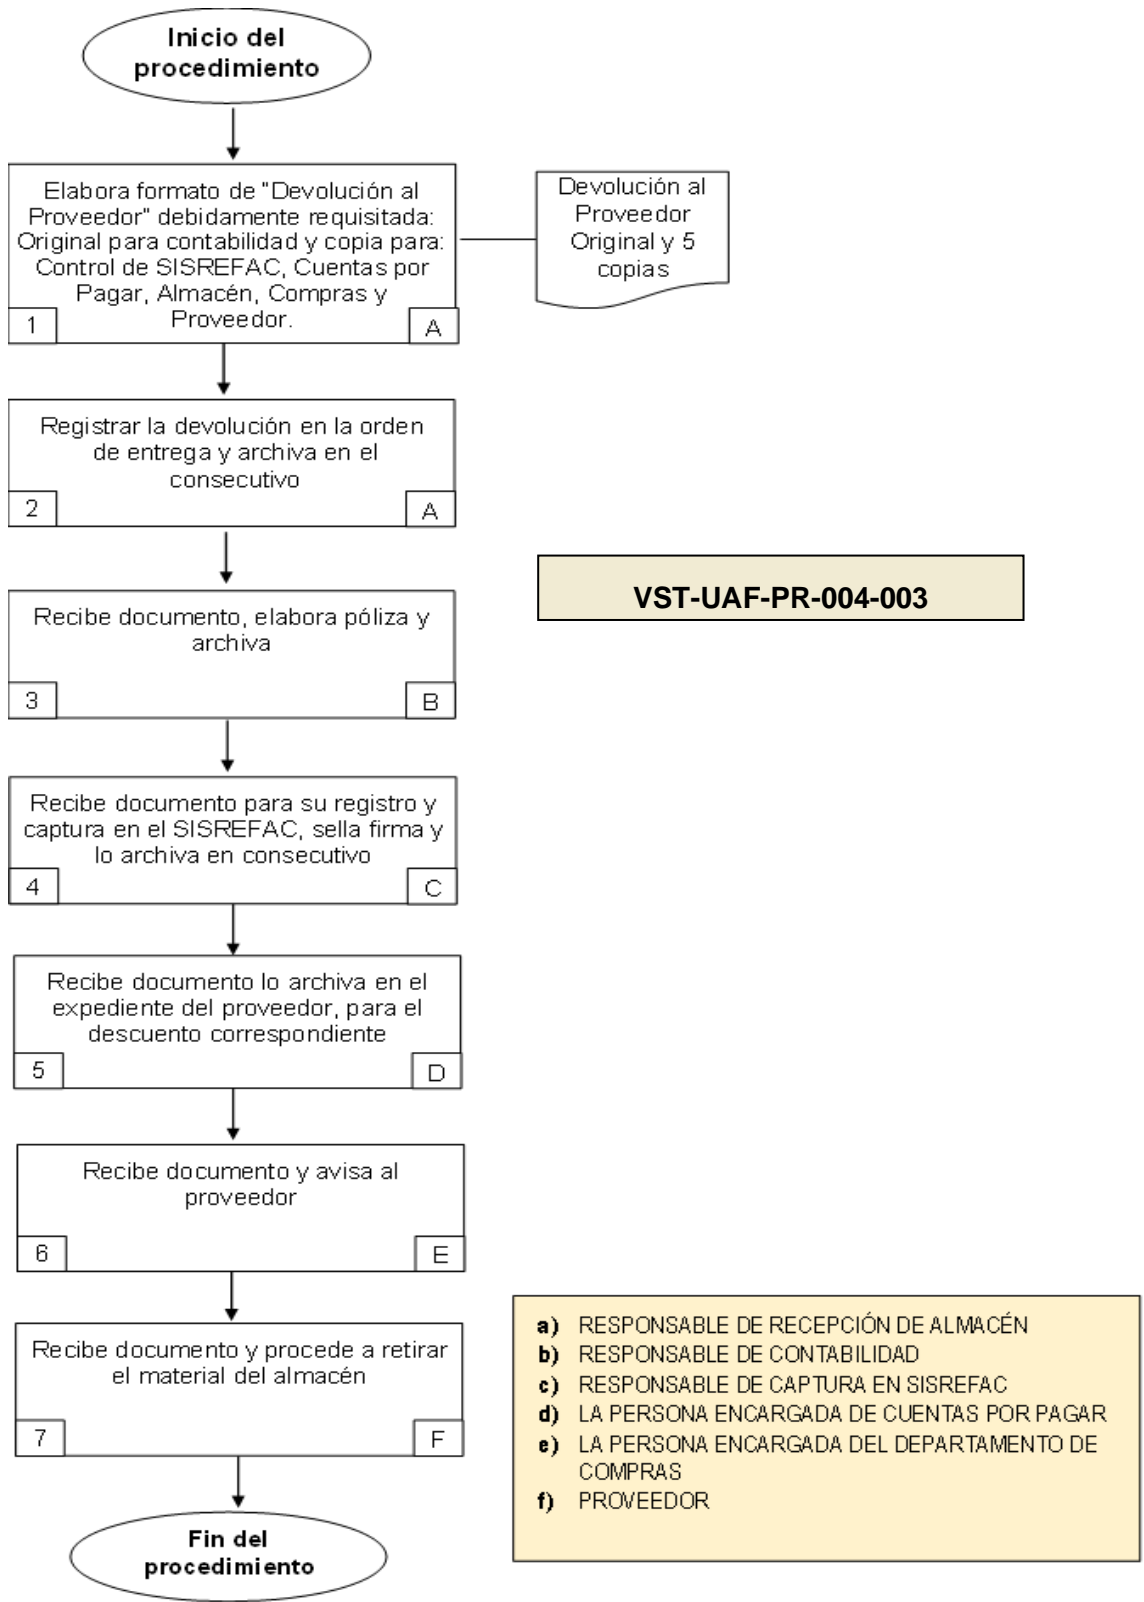 Inicio del
procedimiento
Elabora formato de "Devolución al
Proveedor" debidamente requisitada:
Original para contabilidad y copia para:
Control de SISREFAC, Cuentas por
Pagar, Almacén, Compras y
Proveedor.
1
A
Devolución al
Proveedor
Original y 5
copias
Registrar la devolución en la orden
de entrega y archiva en el
consecutivo
2
A
VST-UAF-PR-004-003
Recibe documento, elabora póliza y
archiva
3
B
Recibe documento para su registro y
captura en el SISREFAC, sella firma y
lo archiva en consecutivo
4
C
Recibe documento lo archiva en el
expediente del proveedor, para el
descuento correspondiente
5
D
Recibe documento y avisa al
proveedor
6
E
Recibe documento y procede a retirar
el material del almacén
7
F
a) RESPONSABLE DE RECEPCIÓN DE ALMACÉN
b) RESPONSABLE DE CONTABILIDAD
c) RESPONSABLE DE CAPTURA EN SISREFAC
d) LA PERSONA ENCARGADA DE CUENTAS POR PAGAR
e) LA PERSONA ENCARGADA DEL DEPARTAMENTO DE
COMPRAS
f) PROVEEDOR
Fin del
procedimiento